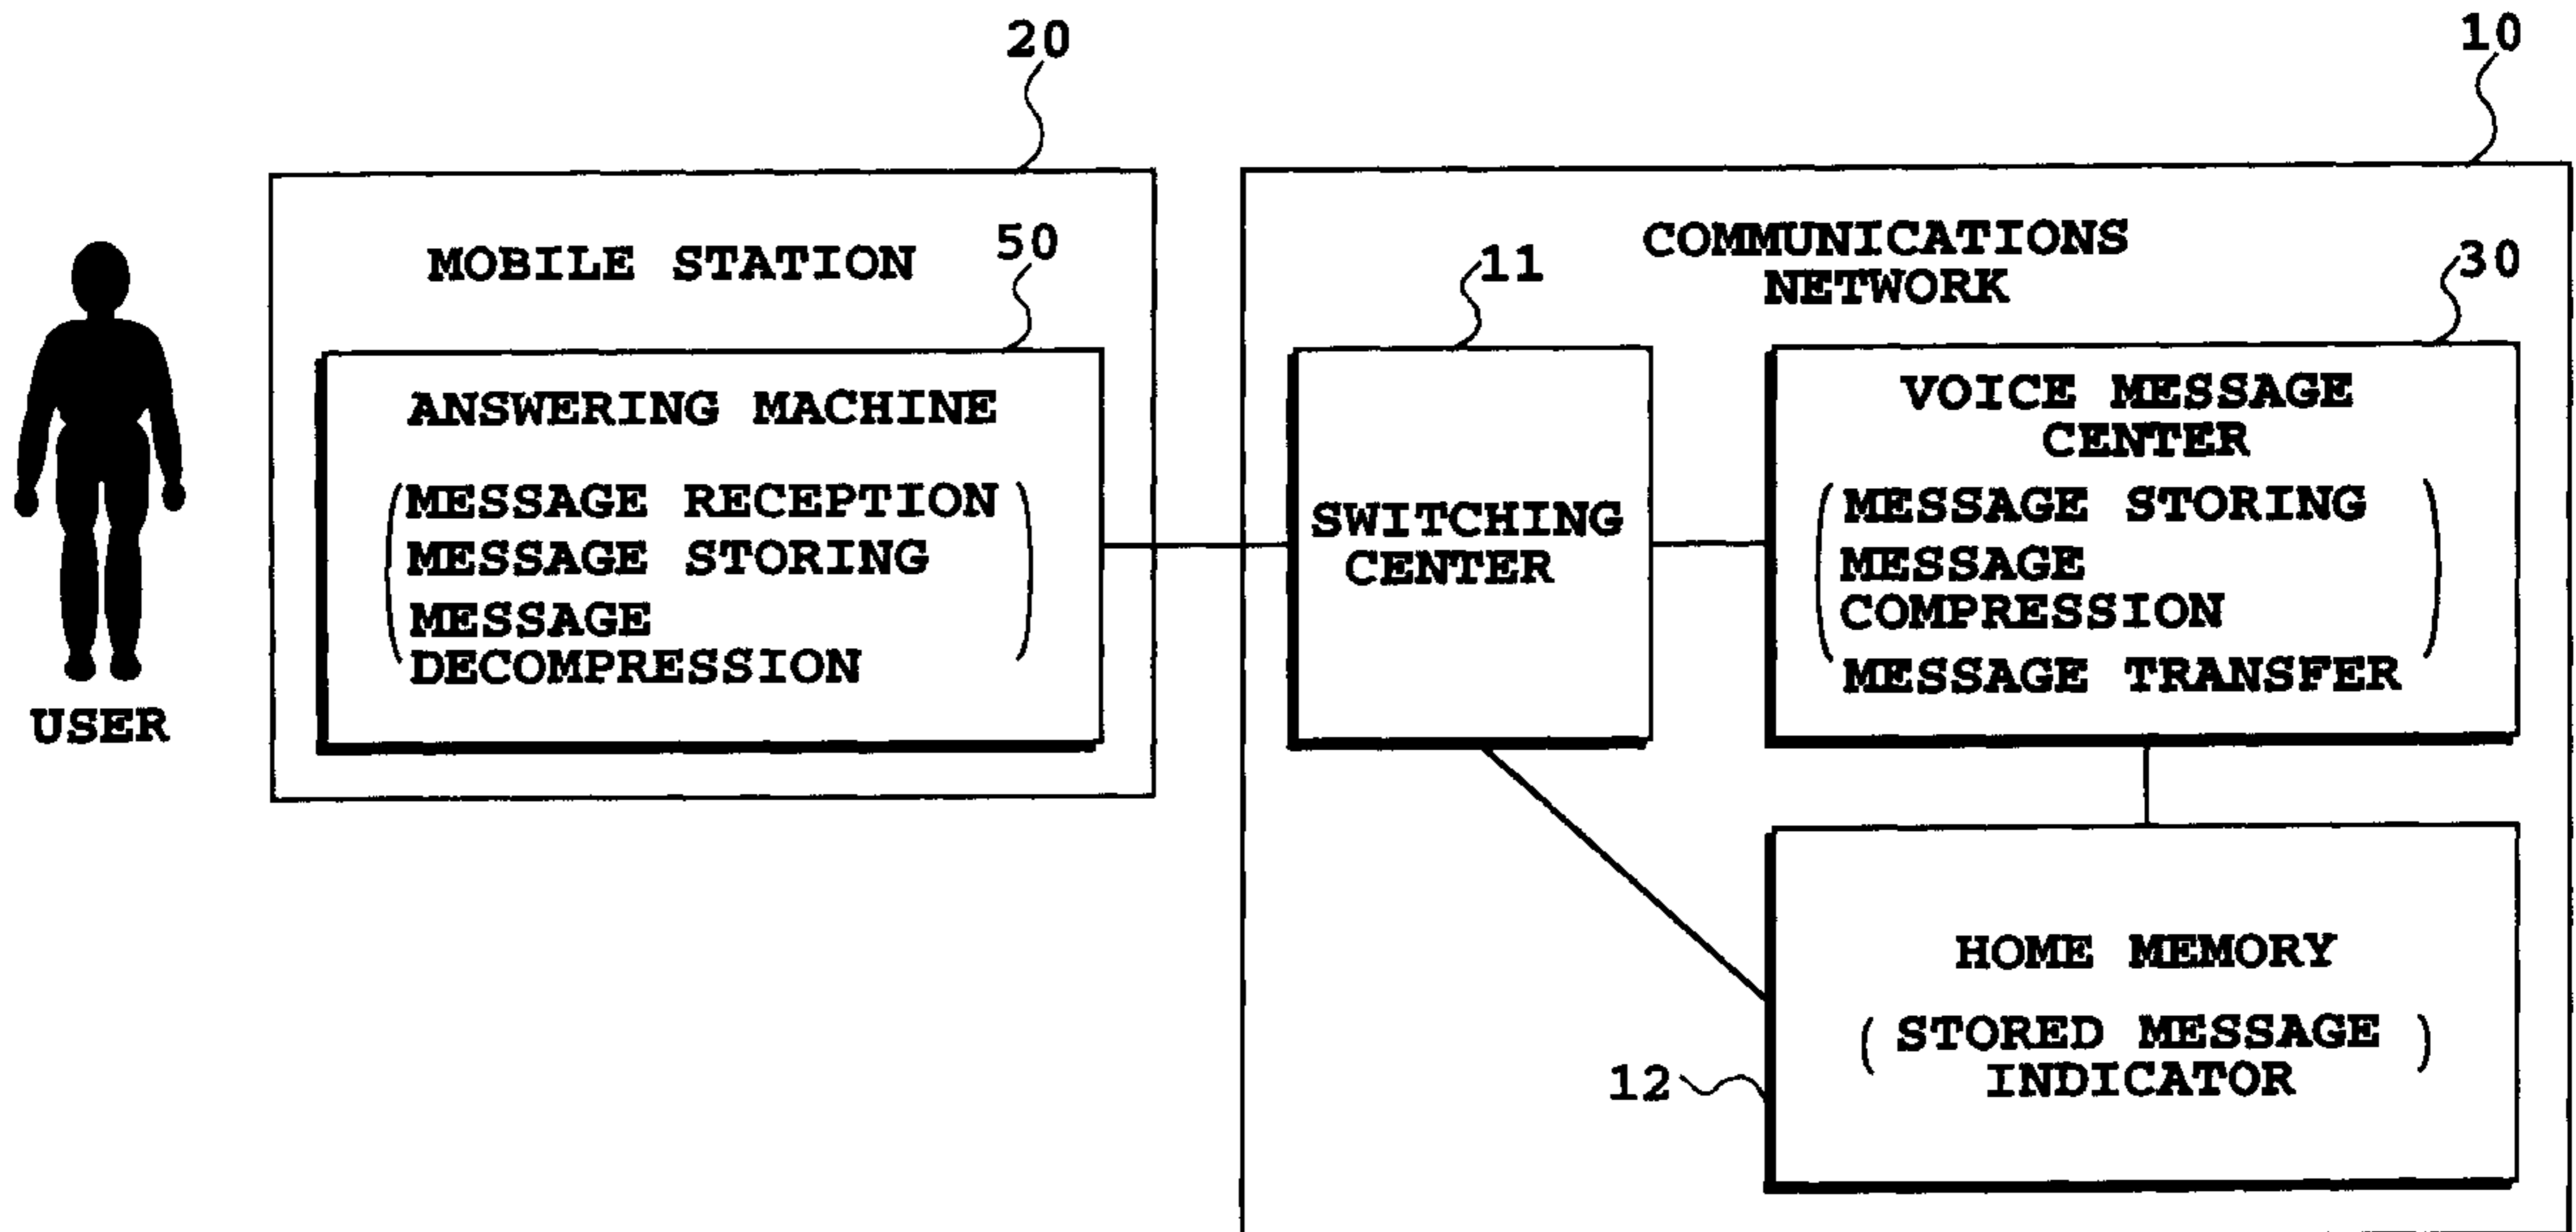 20
10
MOBILE STATION
50
COMMUNICATIONS
NETWORK
11
30
ANSWERING MACHINE
(MESSAGE RECEPTION
MESSAGE STORING
MESSAGE
DECOMPRESSION)
SWITCHING
CENTER
VOICE MESSAGE
CENTER
(MESSAGE STORING
MESSAGE
COMPRESSION
MESSAGE TRANSFER)
USER
HOME MEMORY
(STORED MESSAGE
INDICATOR)
12